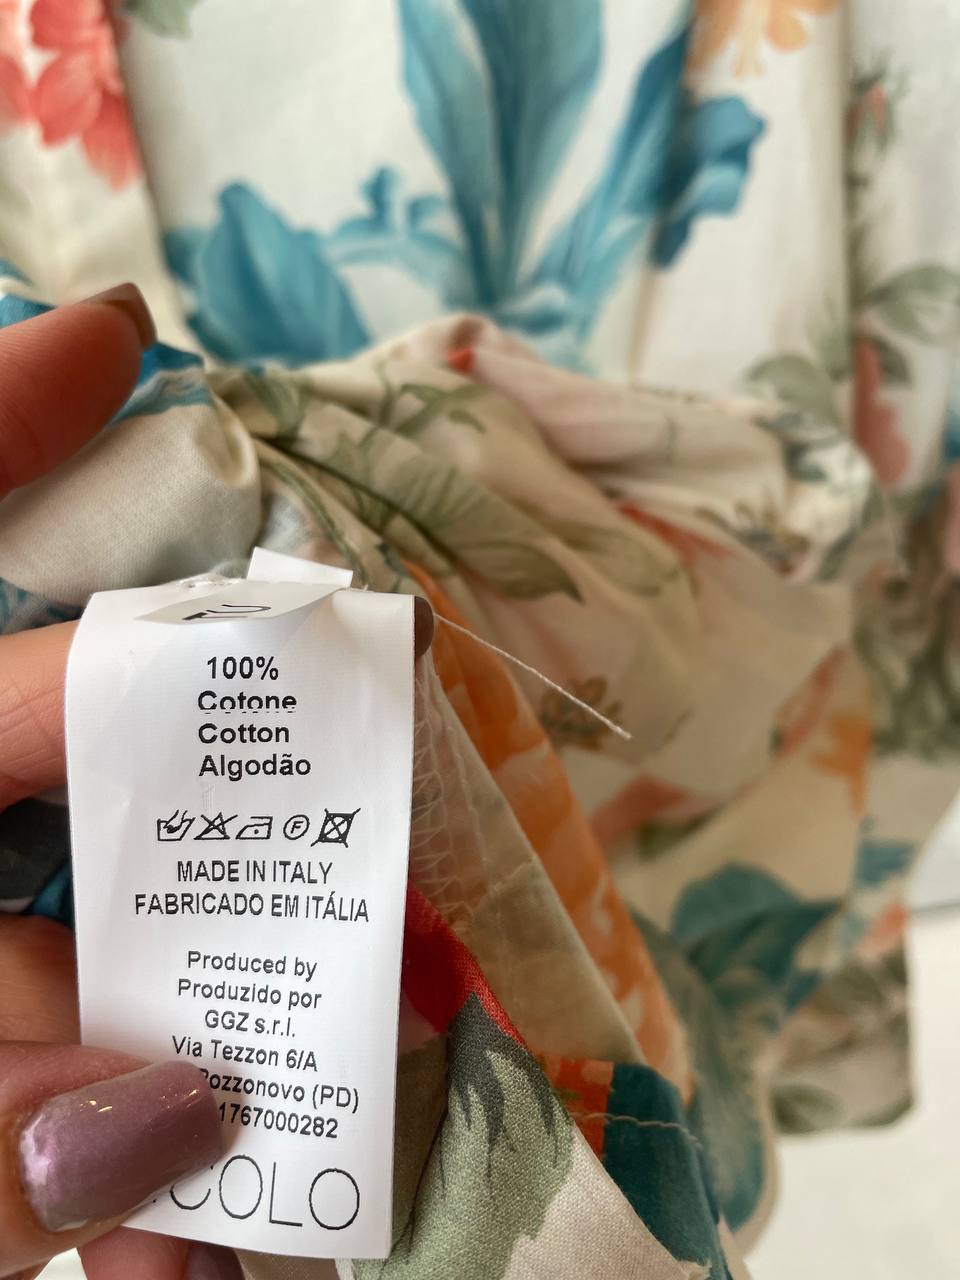 100%
Cotone
Cotton
Algodão
F
MADE IN ITALY
FABRICADO EM ITÁLIA
Produced by
Produzido por
GGZ s.r.l.
Via Tezzon 6/A
Pozzonovo (PD)
1767000282